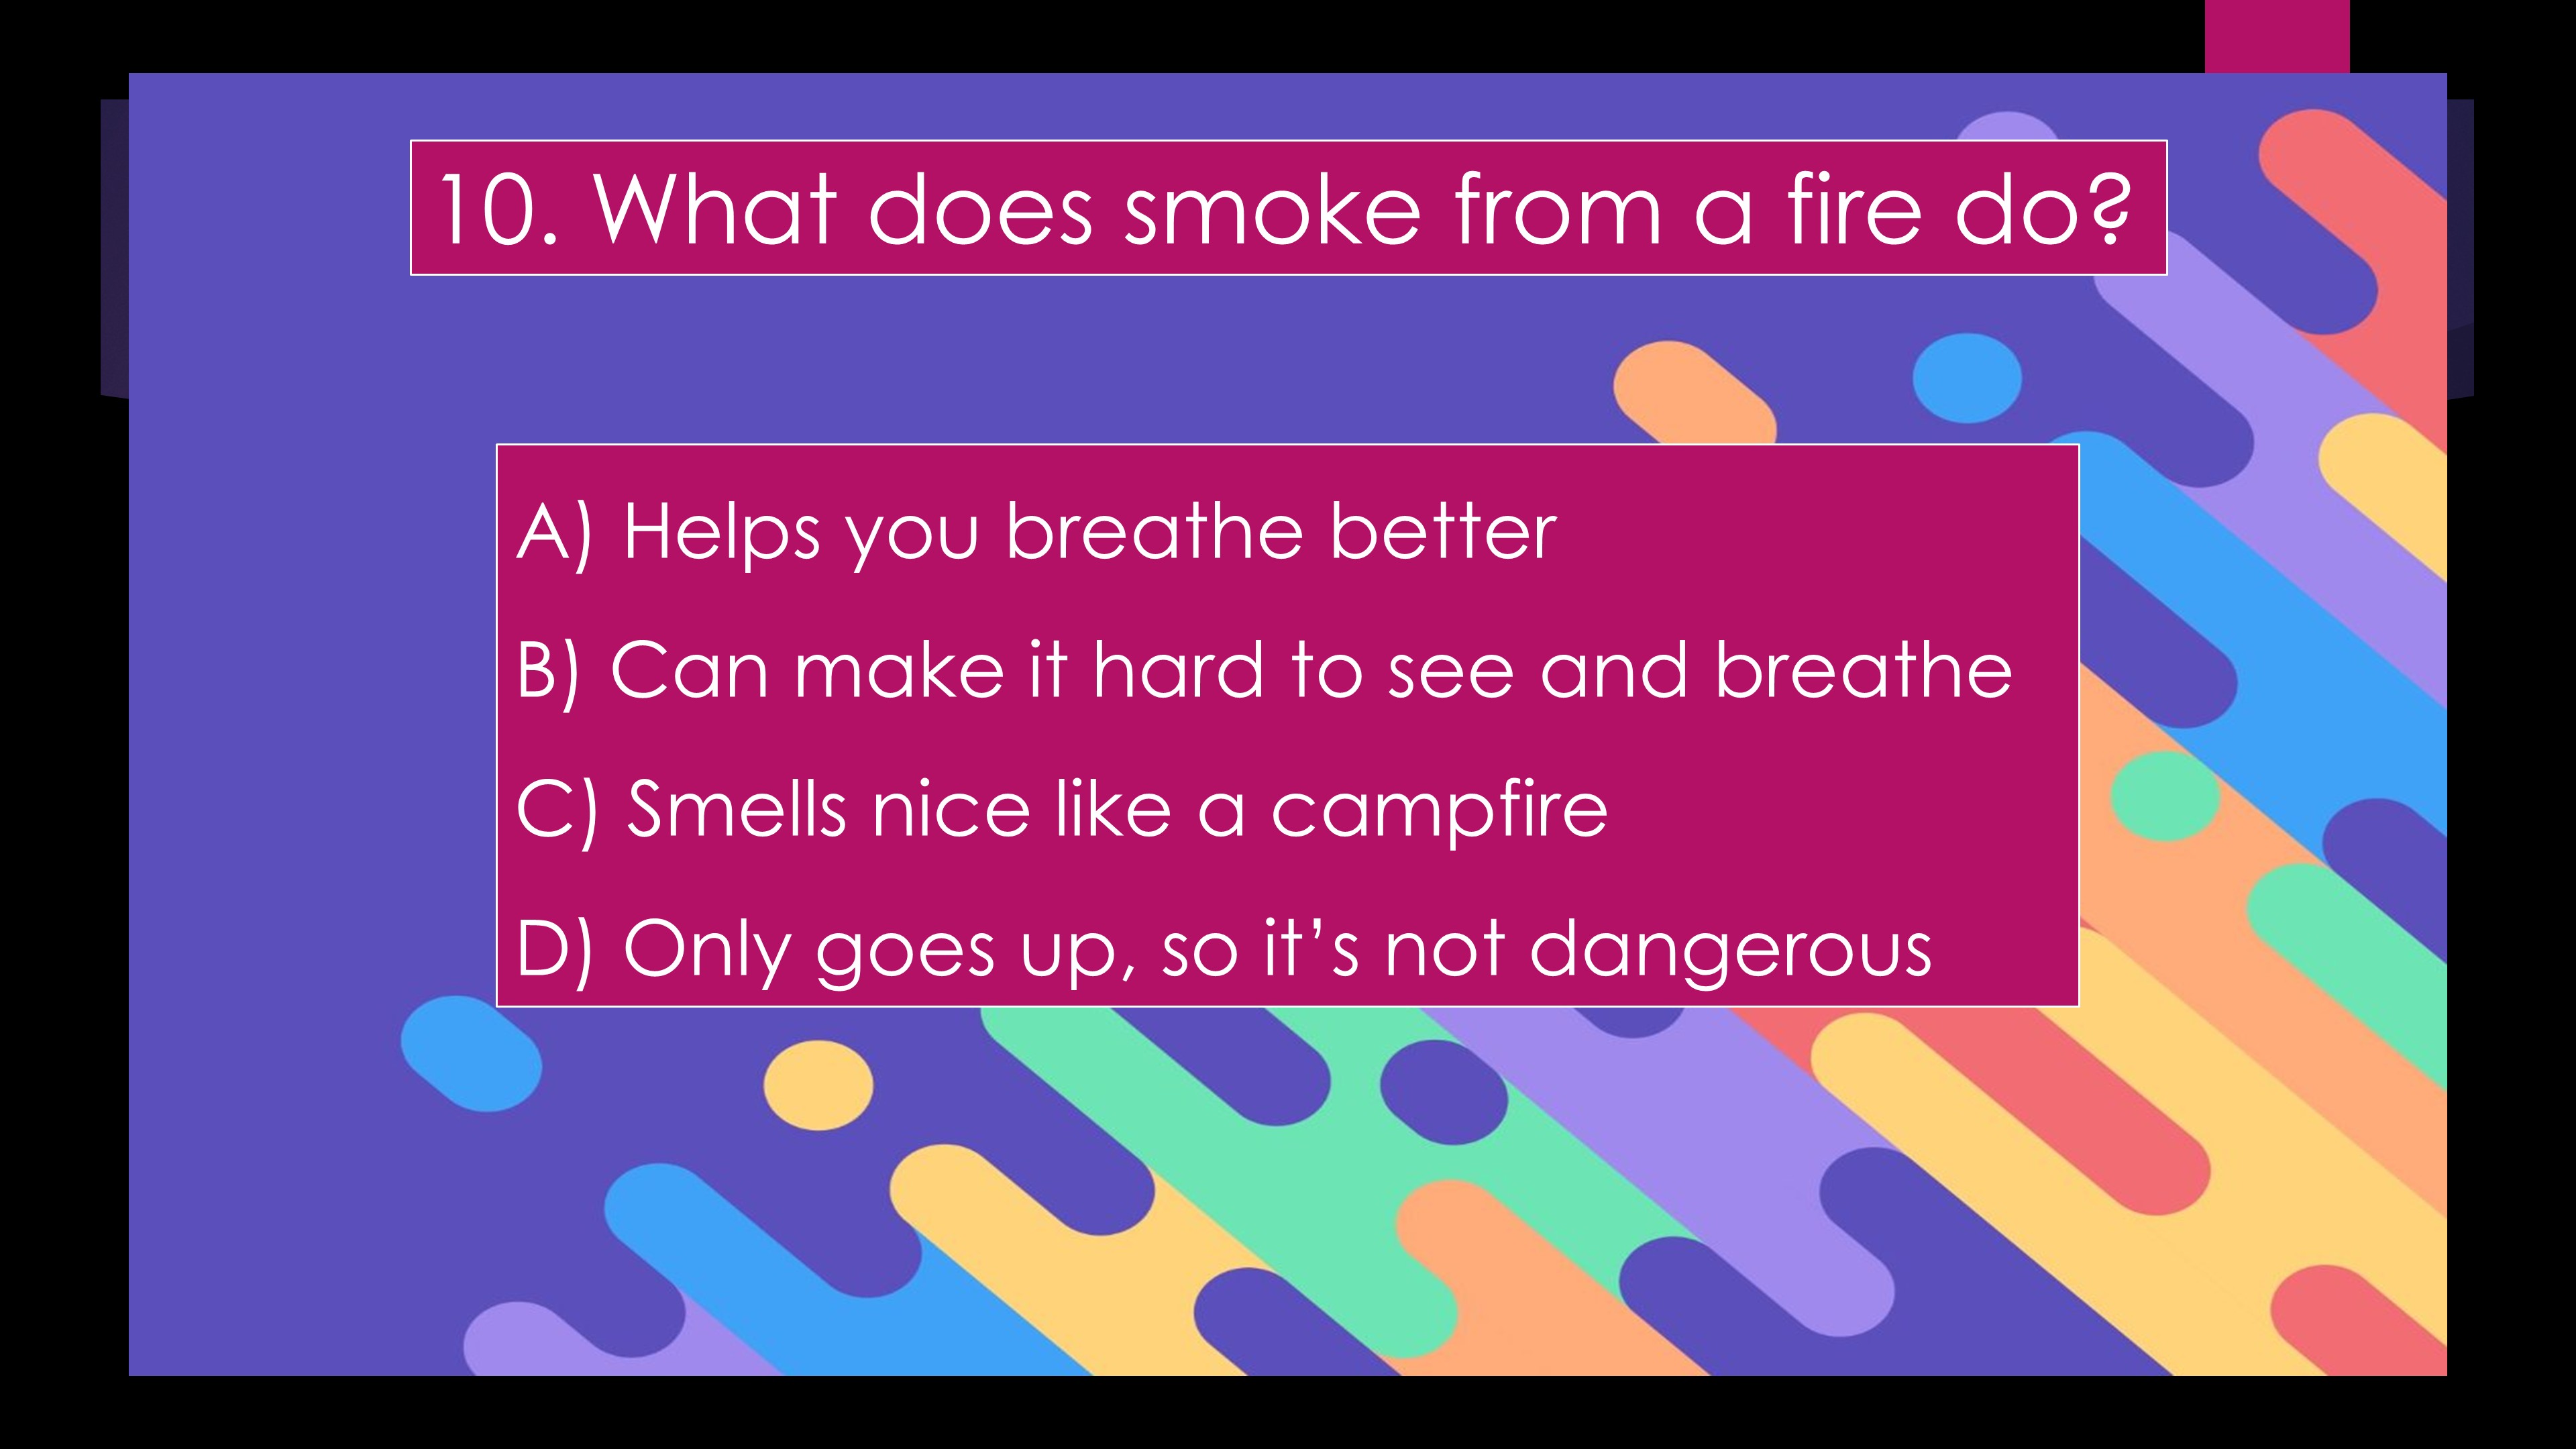 10. What does smoke from a fire do?
A) Helps you breathe better
B) Can make it hard to see and breathe
C) Smells nice like a campfire
D) Only goes up, so it’s not dangerous